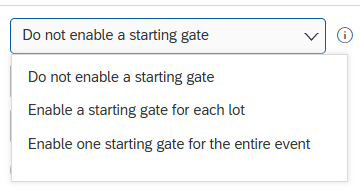 Do not enable a starting gate
Do not enable a starting gate
Enable a starting gate for each lot
Enable one starting gate for the entire event